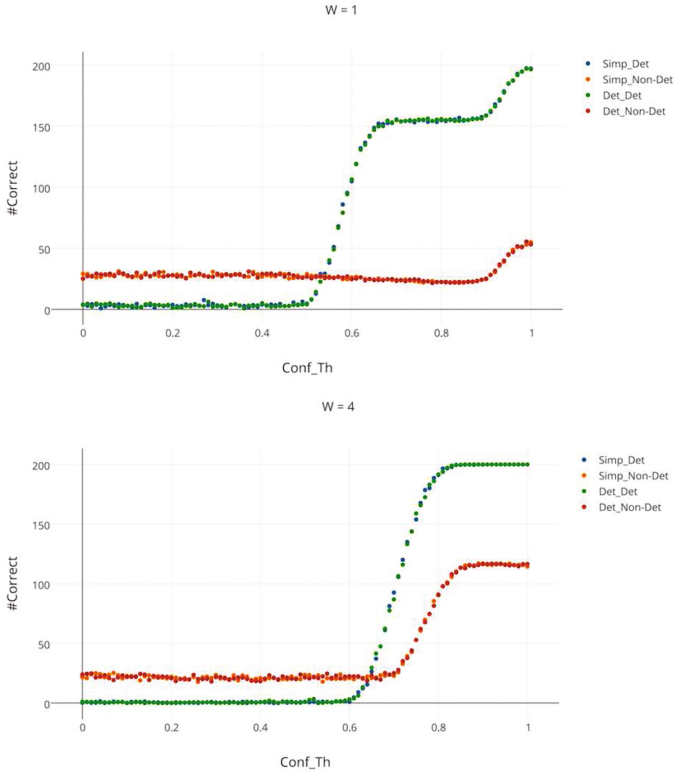 W = 1
200
150
100
50
0
#Correct
0 0.2 0.4 0.6 0.8 1
Conf_Th
Simp_Det
Simp_Non-Det
Det_Det
Det_Non-Det
W = 4
200
150
100
50
0
#Correct
0 0.2 0.4 0.6 0.8 1
Conf_Th
Simp_Det
Simp_Non-Det
Det_Det
Det_Non-Det